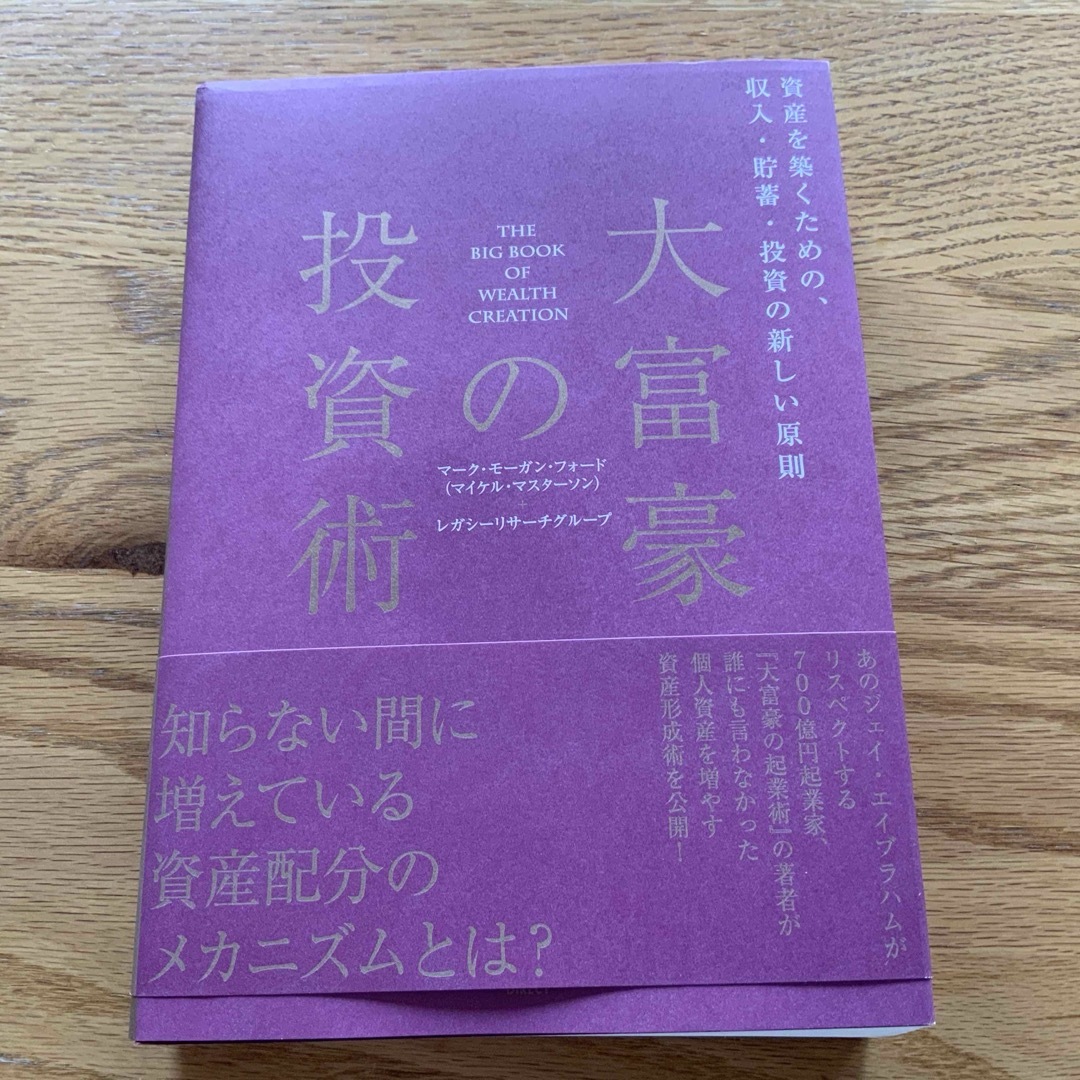 資産を築くための、
収入・貯蓄・投資の新しい原則
大富豪
の
投資術
THE
BIG BOOK
OF
WEALTH
CREATION
マーク・モーガン・フォード
（マイケル・マスターソン）
+
レガシーリサーチグループ
あのジェイ・エイブラハムが
リスペクトする
700億円起業家、
『大富豪の起業術』の著者が
誰にも言わなかった
個人資産を増やす
資産形成術を公開！
知らない間に
増えている
資産配分の
メカニズムとは？